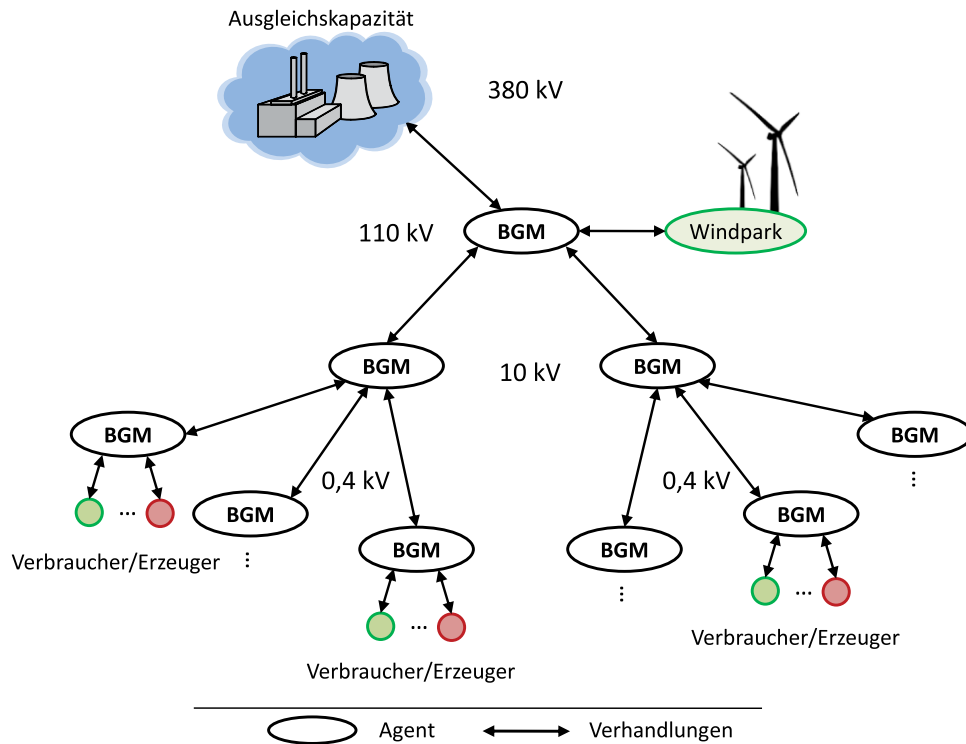 Ausgleichskapazität
380 kV
110 kV
BGM
Windpark
BGM
10 kV
BGM
BGM
BGM
0,4 kV
0,4 kV
BGM
...
BGM
...
Verbraucher/Erzeuger
...
BGM
BGM
...
...
...
Verbraucher/Erzeuger
...
Verbraucher/Erzeuger
Agent
Verhandlungen